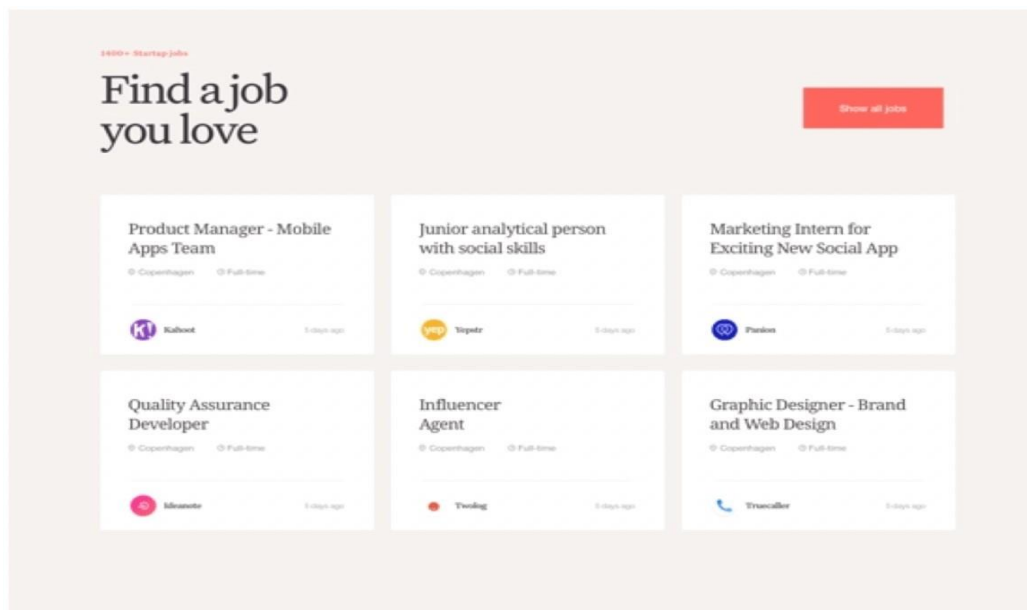 1400+ Startup jobs
Find a job
you love
Show all jobs
Product Manager - Mobile
Apps Team
Copenhagen Full-time
K! Kahoot 5 days ago
Junior analytical person
with social skills
Copenhagen Full-time
yep Yepstr 5 days ago
Marketing Intern for
Exciting New Social App
Copenhagen Full-time
Panion 5 days ago
Quality Assurance
Developer
Copenhagen Full-time
Ideanote 5 days ago
Influencer
Agent
Copenhagen Full-time
Twolog 5 days ago
Graphic Designer - Brand
and Web Design
Copenhagen Full-time
Truecaller 5 days ago